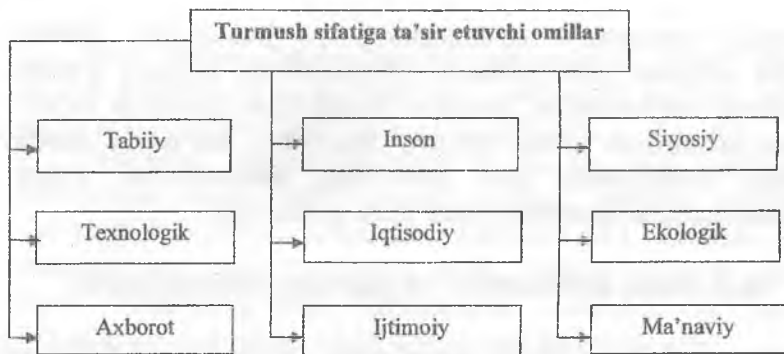 Turmush sifatiga ta'sir etuvchi omillar
Tabiiy
Inson
Siyosiy
Texnologik
Iqtisodiy
Ekologik
Axborot
Ijtimoiy
Ma'naviy